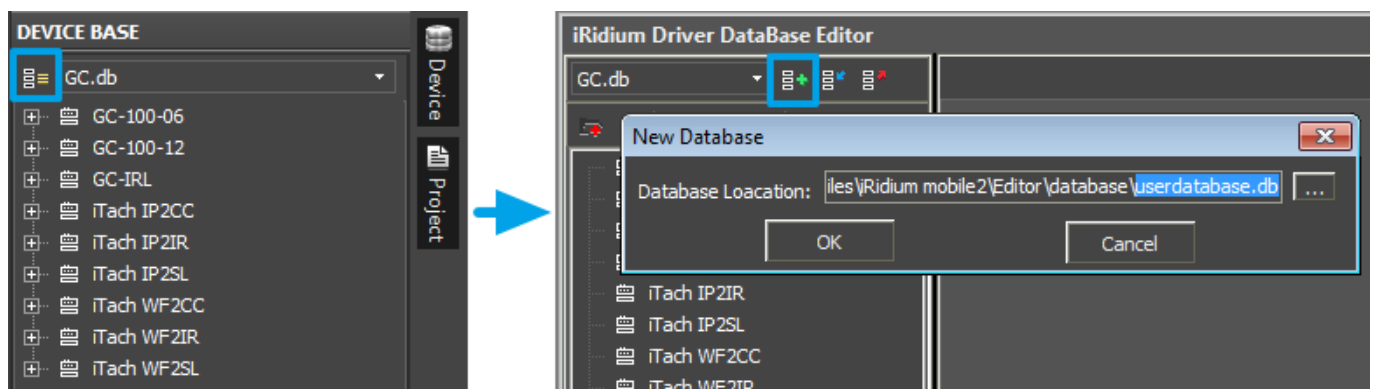 DEVICE BASE
GC.db
GC-100-06
GC-100-12
GC-IRL
iTach IP2CC
iTach IP2IR
iTach IP2SL
iTach WF2CC
iTach WF2IR
iTach WF2SL
Device
Project
iRidium Driver DataBase Editor
GC.db
New Database
Database Loacation:
iles\iRidium mobile2\Editor\database\userdatabase.db
...
OK
Cancel
iTach IP2IR
iTach IP2SL
iTach WF2CC
iTach WF2IR